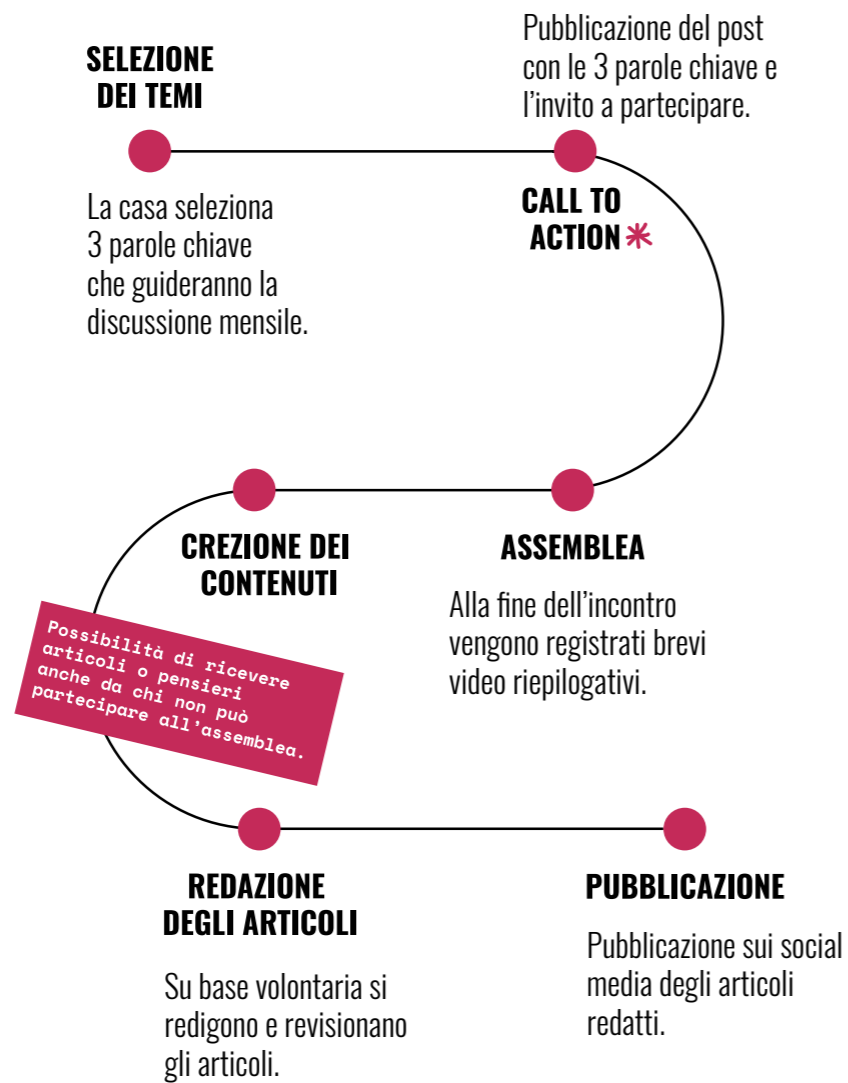 SELEZIONE
DEI TEMI
La casa seleziona
3 parole chiave
che guideranno la
discussione mensile.
Pubblicazione del post
con le 3 parole chiave e
l'invito a partecipare.
CALL TO
ACTION*
ASSEMBLEA
Alla fine dell'incontro
vengono registrati brevi
video riepilogativi.
CREZIONE DEI
CONTENUTI
Possibilità di ricevere
articoli o pensieri
anche da chi non può
partecipare all'assemblea.
REDAZIONE
DEGLI ARTICOLI
Su base volontaria si
redigono e revisionano
gli articoli.
PUBBLICAZIONE
Pubblicazione sui social
media degli articoli
redatti.